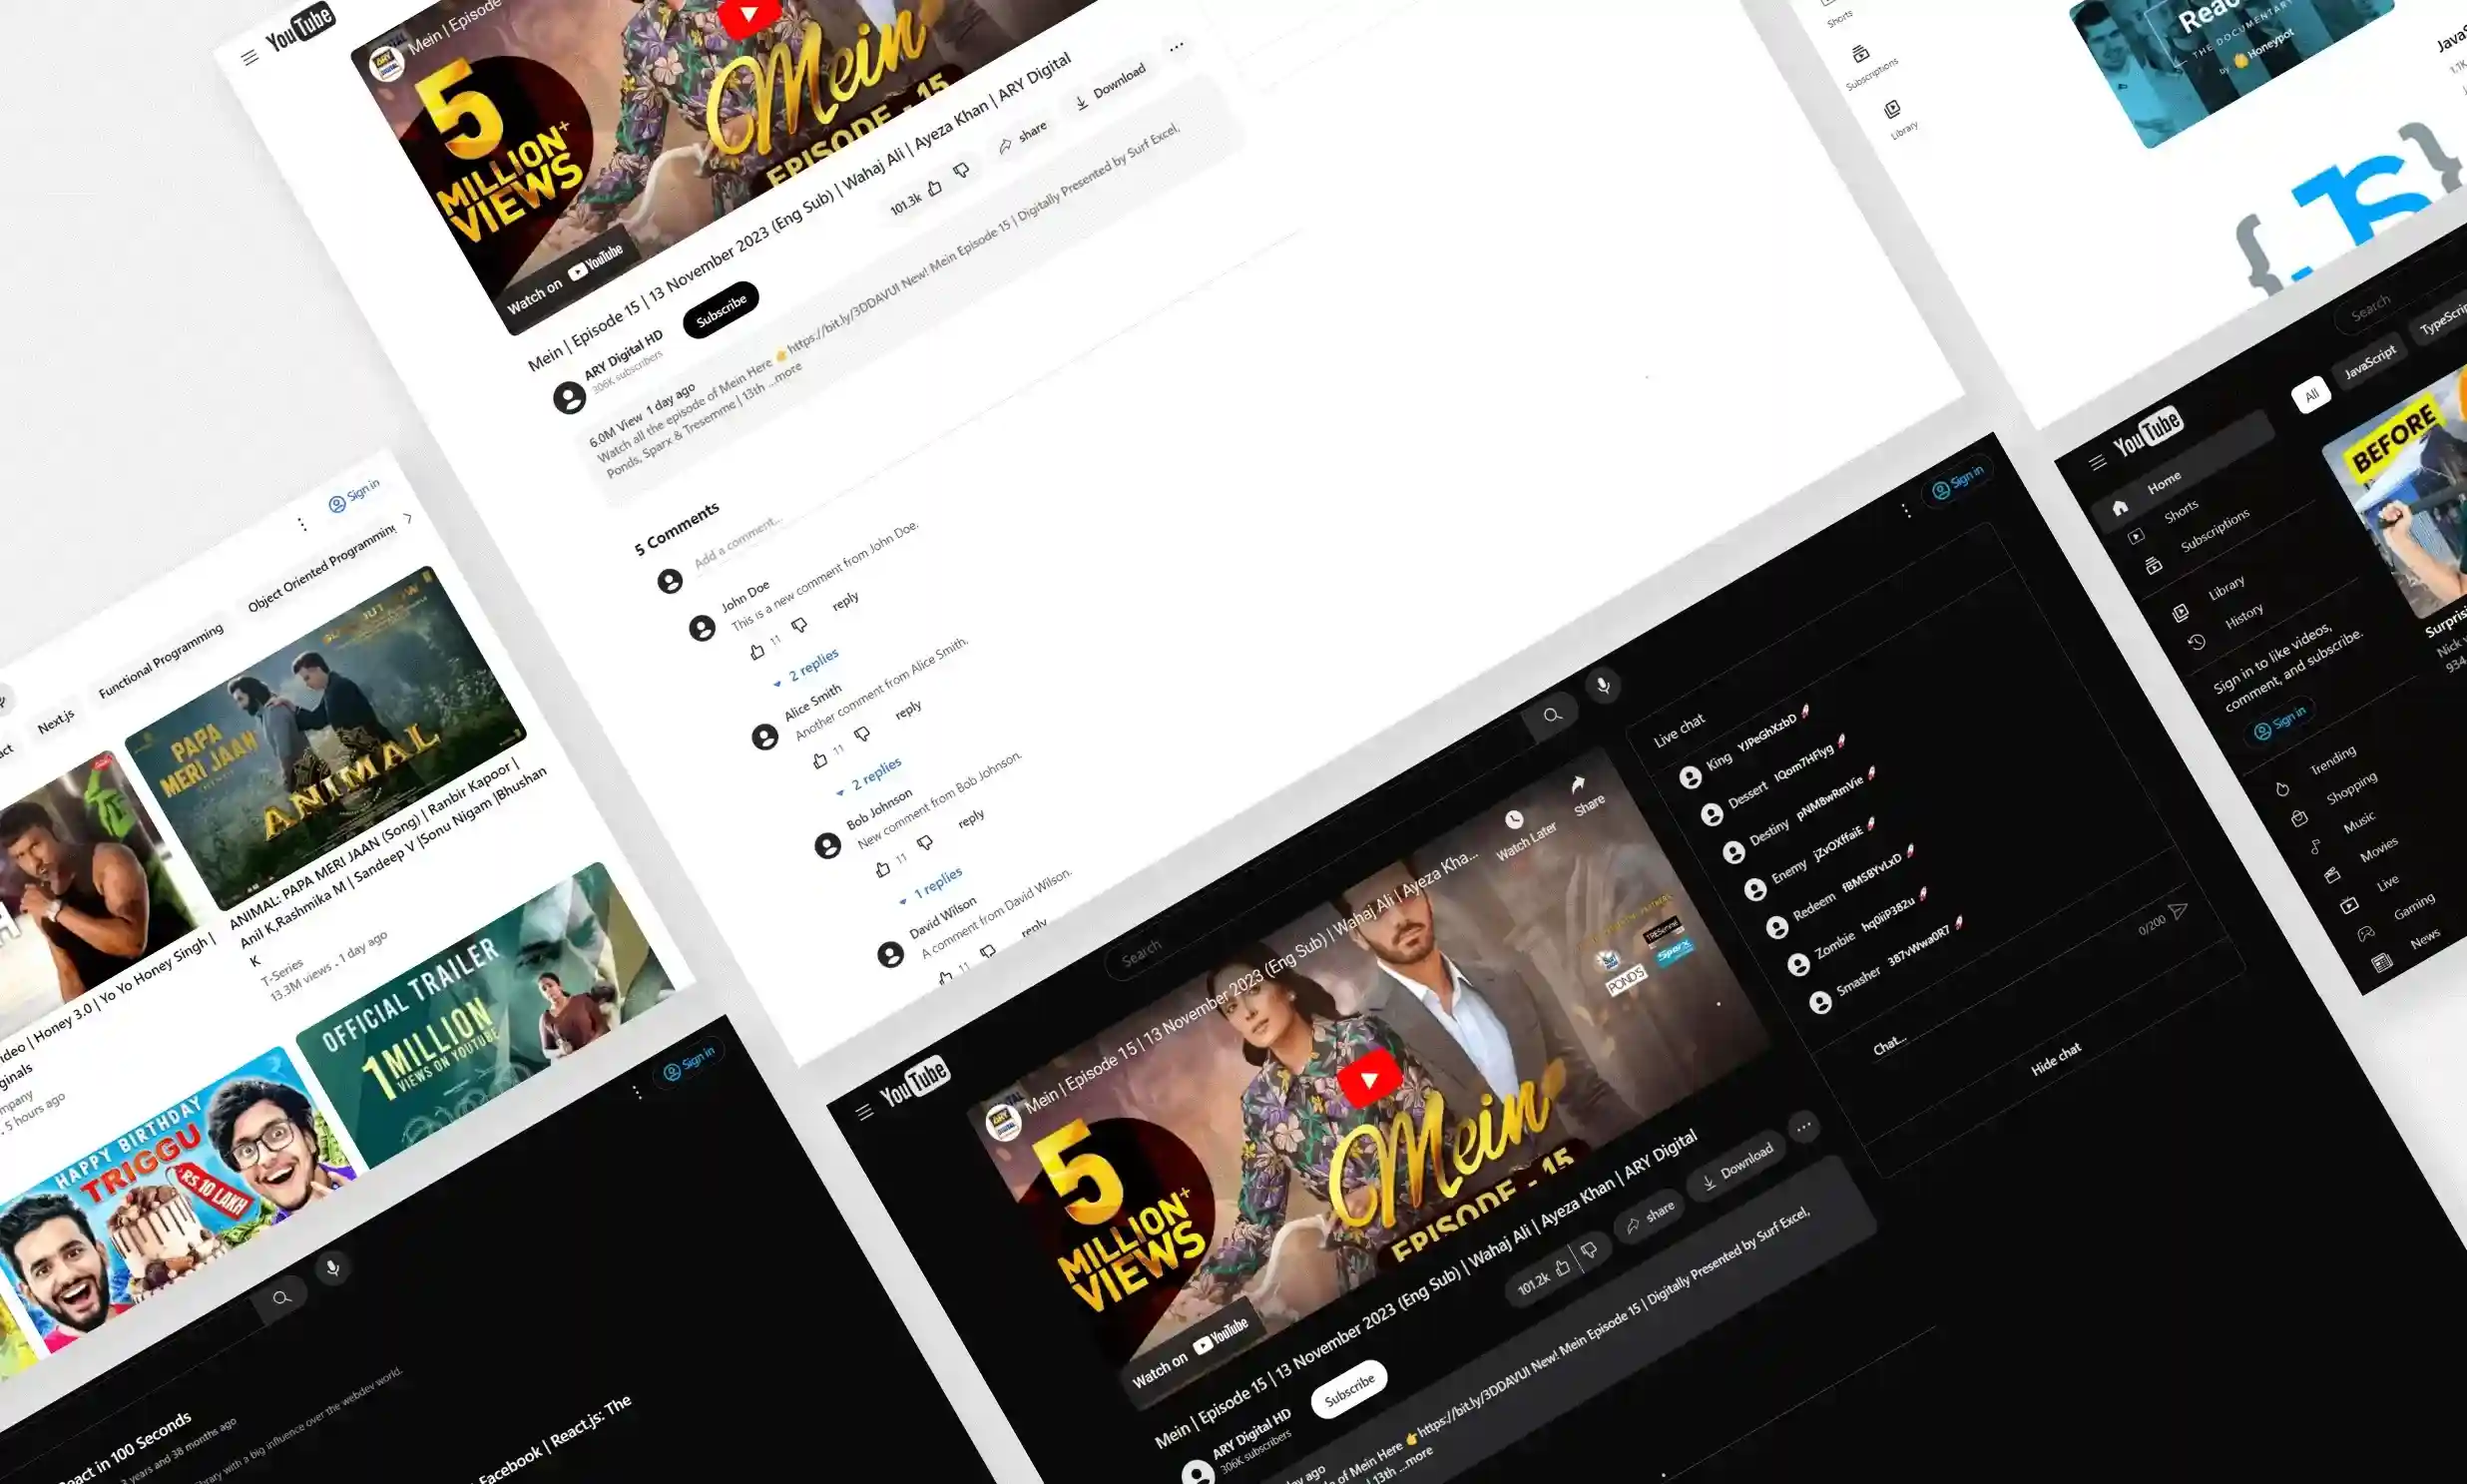 YouTube
Mein | Episode
5
MILLION+
VIEWS
Mein
EPISODE - 15
Watch on YouTube
Mein | Episode 15 | 13 November 2023 (Eng Sub) | Wahaj Ali | Ayeza Khan | ARY Digital
ARY Digital HD
306K subscribers
Subscribe
101.3k
share
Download
6.0M View 1 day ago
Watch all the episode of Mein Here 👉https://bit.ly/3DDAVUI New! Mein Episode 15 | Digitally Presented by Surf Excel,
Ponds, Sparx & Tresemme | 13th ...more
5 Comments
Add a comment...
John Doe
This is a new comment from John Doe.
11 reply
2 replies
Alice Smith
Another comment from Alice Smith.
11 reply
2 replies
Bob Johnson
New comment from Bob Johnson.
11 reply
1 replies
David Wilson
A comment from David Wilson.
11 reply
Shorts
Subscriptions
Library
THE DOCUMENTARY
by Honeypot
{JS}
Sign in
Next.js
Functional Programming
Object Oriented Programming
PAPA
MERI JAAN
ANIMAL
ANIMAL: PAPA MERI JAAN (Song) | Ranbir Kapoor |
Anil K,Rashmika M | Sandeep V |Sonu Nigam |Bhushan
K
T-Series
13.3M views . 1 day ago
| Honey 3.0 | Yo Yo Honey Singh |
. 5 hours ago
OFFICIAL TRAILER
1 MILLION
VIEWS ON YOUTUBE
HAPPY BIRTHDAY
TRIGGU
RS 10 LAKH
Sign in
in 100 Seconds
years and 38 months ago
with a big influence over the webdev world.
Facebook | React.js: The
YouTube
Search
Sign in
Mein | Episode 15 | 13 November 2023 (Eng Sub) | Wahaj Ali | Ayeza Kha...
Watch Later
Share
5
MILLION+
VIEWS
Mein
EPISODE - 15
POND'S
Sparx
Watch on YouTube
Mein | Episode 15 | 13 November 2023 (Eng Sub) | Wahaj Ali | Ayeza Khan | ARY Digital
ARY Digital HD
306K subscribers
Subscribe
101.2k
share
Download
ago
of Mein Here 👉https://bit.ly/3DDAVUI New! Mein Episode 15 | Digitally Presented by Surf Excel,
13th ...more
Live chat
King YJPeGhXzbD 🚀
Dessert IQom7HFlyg 🚀
Destiny pNM8wRmVie 🚀
Enemy jZvOXffaiE 🚀
Redeem fBMSBYvLxD 🚀
Zombie hq0iiP382u 🚀
Smasher 387vWwa0R7 🚀
0/200
Chat...
Hide chat
YouTube
Search
All
JavaScript
Home
Shorts
Subscriptions
Library
History
Sign in to like videos,
comment, and subscribe.
Sign in
Trending
Shopping
Music
Movies
Live
Gaming
News
BEFORE
Nick
934